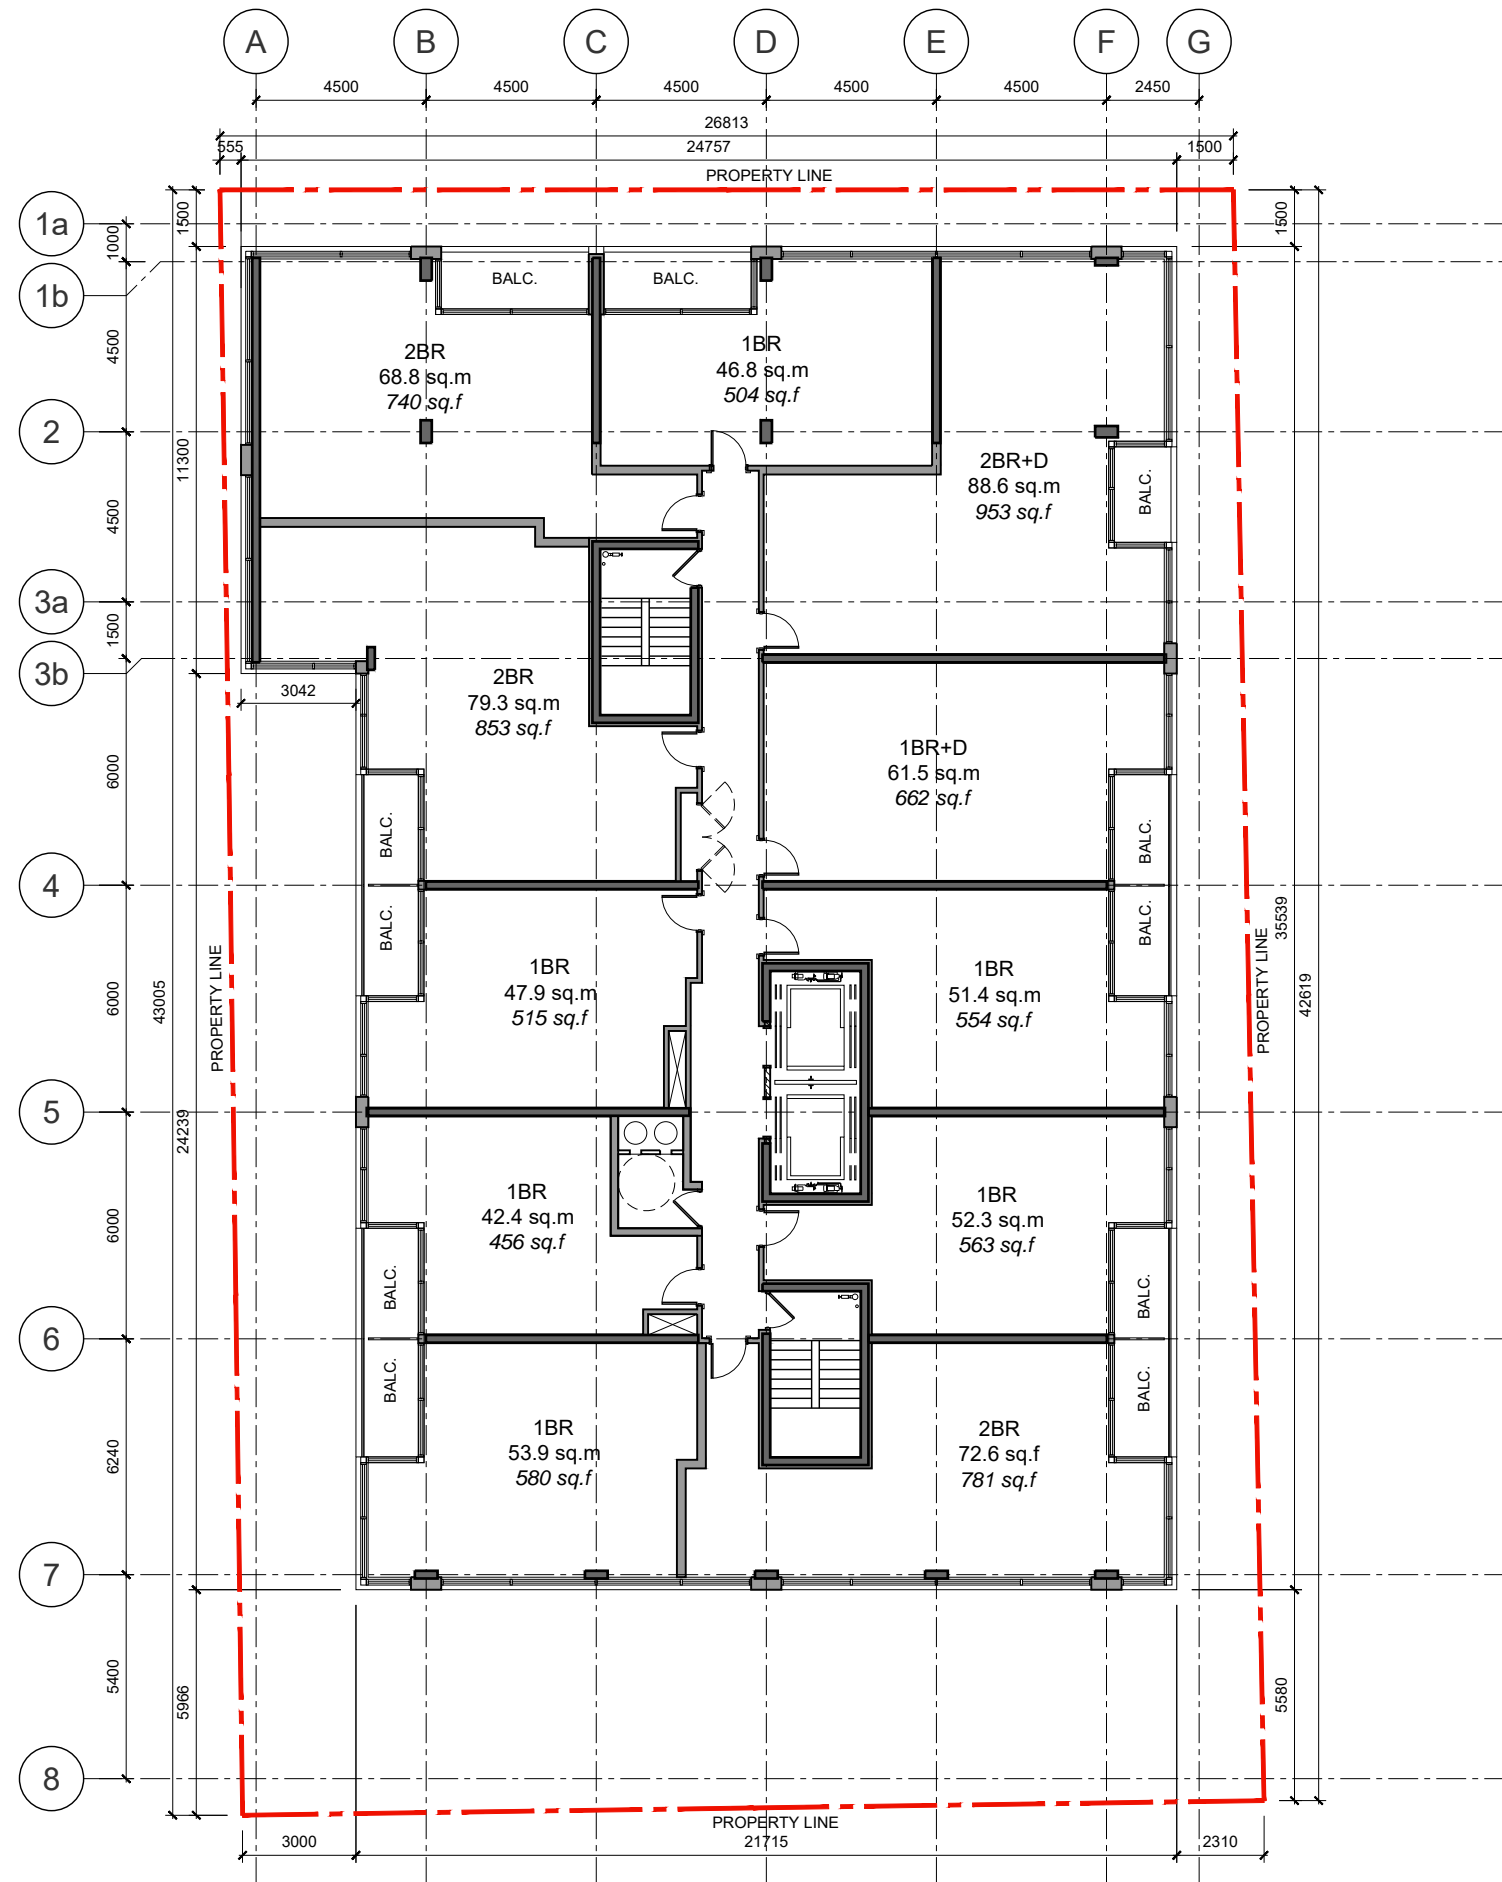 A B C D E F G
4500 4500 4500 4500 4500 2450
26813
555 24757 1500
PROPERTY LINE
1a
1000
1500
1500
1b
BALC. BALC.
4500
2BR
68.8 sq.m
740 sq.f
1BR
46.8 sq.m
504 sq.f
2
11300
2BR+D
88.6 sq.m
953 sq.f
BALC.
4500
3a
1500
3b
3042
2BR
79.3 sq.m
853 sq.f
6000
1BR+D
61.5 sq.m
662 sq.f
BALC.
BALC.
4
BALC.
BALC.
35539
PROPERTY LINE
43005
PROPERTY LINE
42619
6000
1BR
47.9 sq.m
515 sq.f
1BR
51.4 sq.m
554 sq.f
5
24239
6000
1BR
42.4 sq.m
456 sq.f
1BR
52.3 sq.m
563 sq.f
BALC.
BALC.
6
BALC.
BALC.
6240
1BR
53.9 sq.m
580 sq.f
2BR
72.6 sq.f
781 sq.f
7
5400
5966
5580
8
PROPERTY LINE
3000 21715 2310